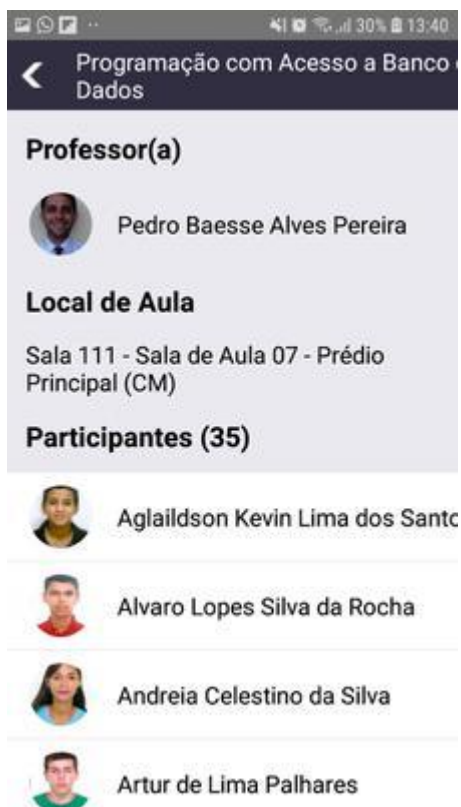 30% 13:40
Programação com Acesso a Banco
Dados
Professor(a)
Pedro Baesse Alves Pereira
Local de Aula
Sala 111 - Sala de Aula 07 - Prédio
Principal (CM)
Participantes (35)
Aglaildson Kevin Lima dos Santo
Alvaro Lopes Silva da Rocha
Andreia Celestino da Silva
Artur de Lima Palhares